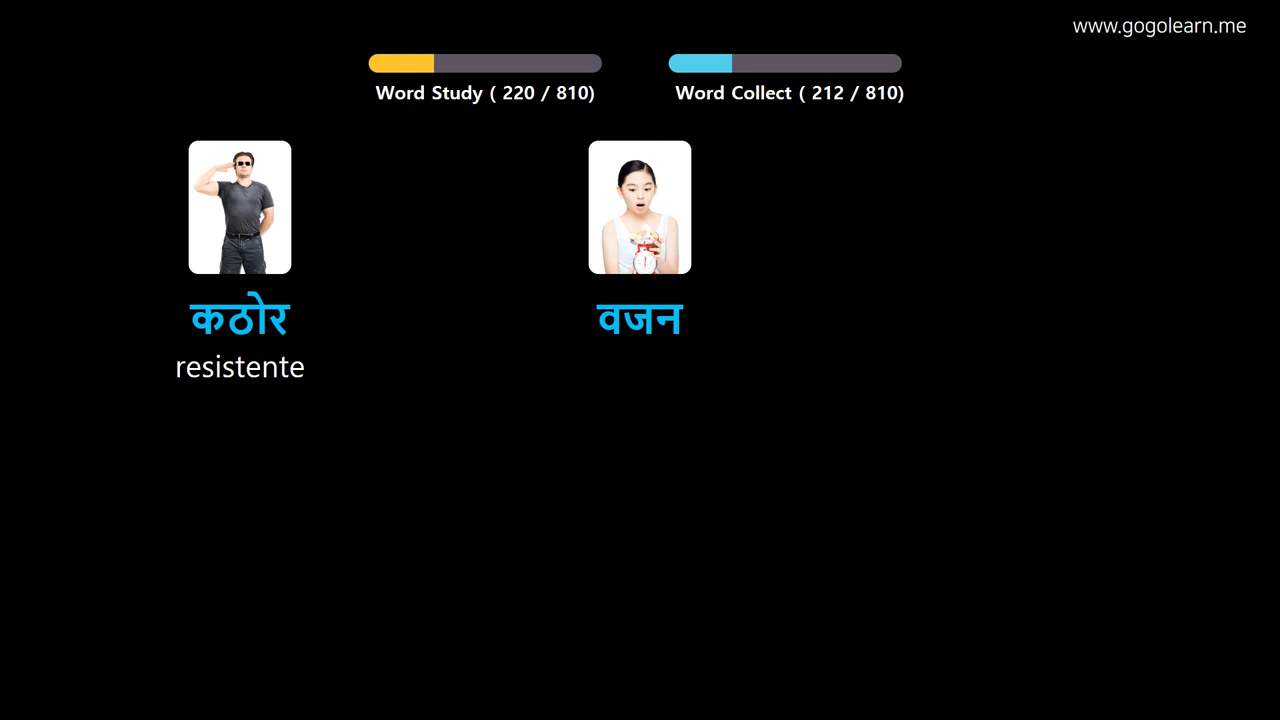 www.gogolearn.me
Word Study ( 220 / 810)
Word Collect ( 212 / 810)
कठोर
वजन
resistente